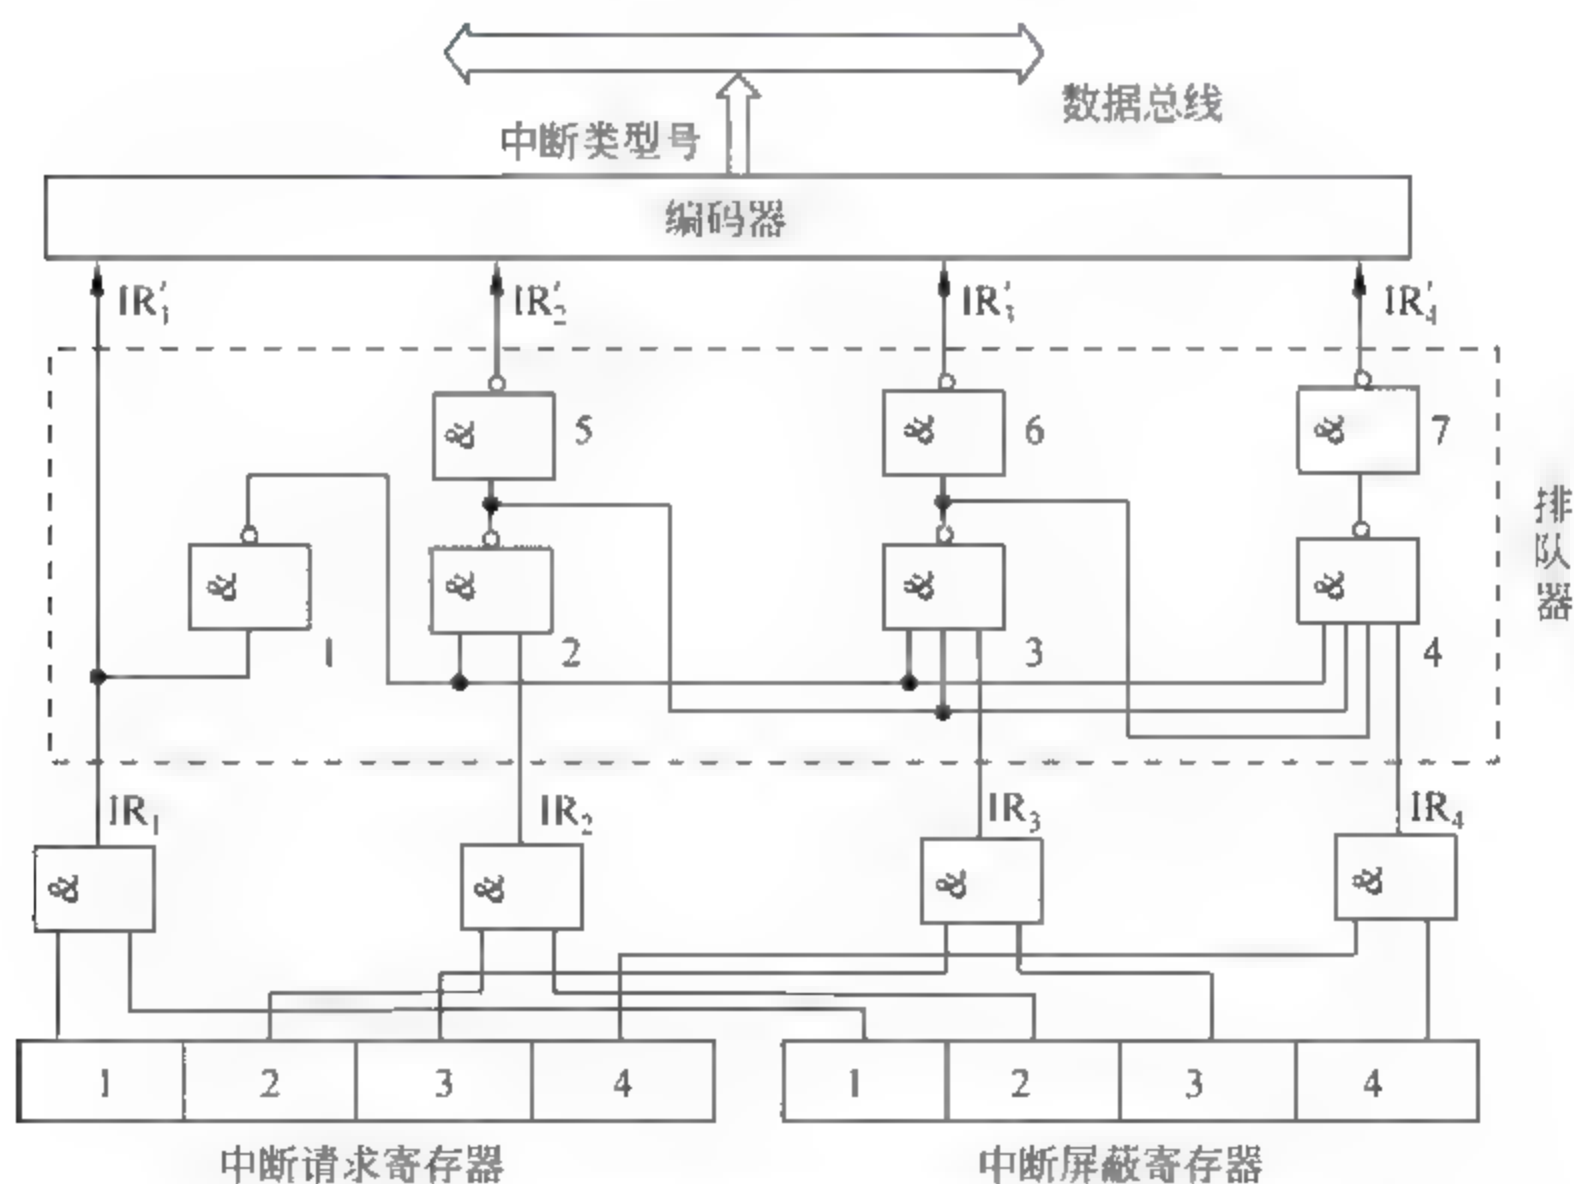 数据总线
中断类型号
编码器
IR'1 IR'2 IR'3 IR'4
& 5 & 6 & 7
& 1 & 2 & 3 & 4
排队器
IR1 IR2 IR3 IR4
& & & &
1 2 3 4 1 2 3 4
中断请求寄存器 中断屏蔽寄存器